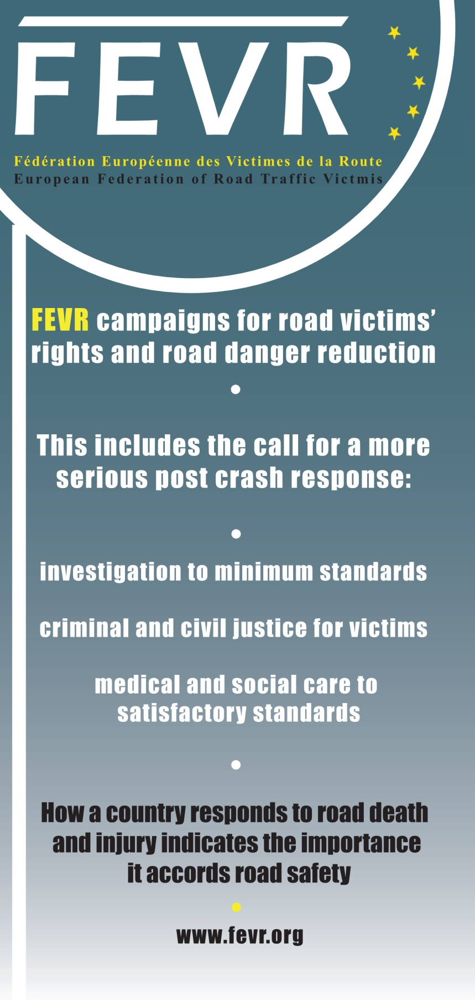 FEVR
Fédération Européenne des Victimes de la Route
European Federation of Road Traffic Victmis
FEVR campaigns for road victims’
rights and road danger reduction
•
This includes the call for a more
serious post crash response:
•
investigation to minimum standards
criminal and civil justice for victims
medical and social care to
satisfactory standards
•
How a country responds to road death
and injury indicates the importance
it accords road safety
•
www.fevr.org